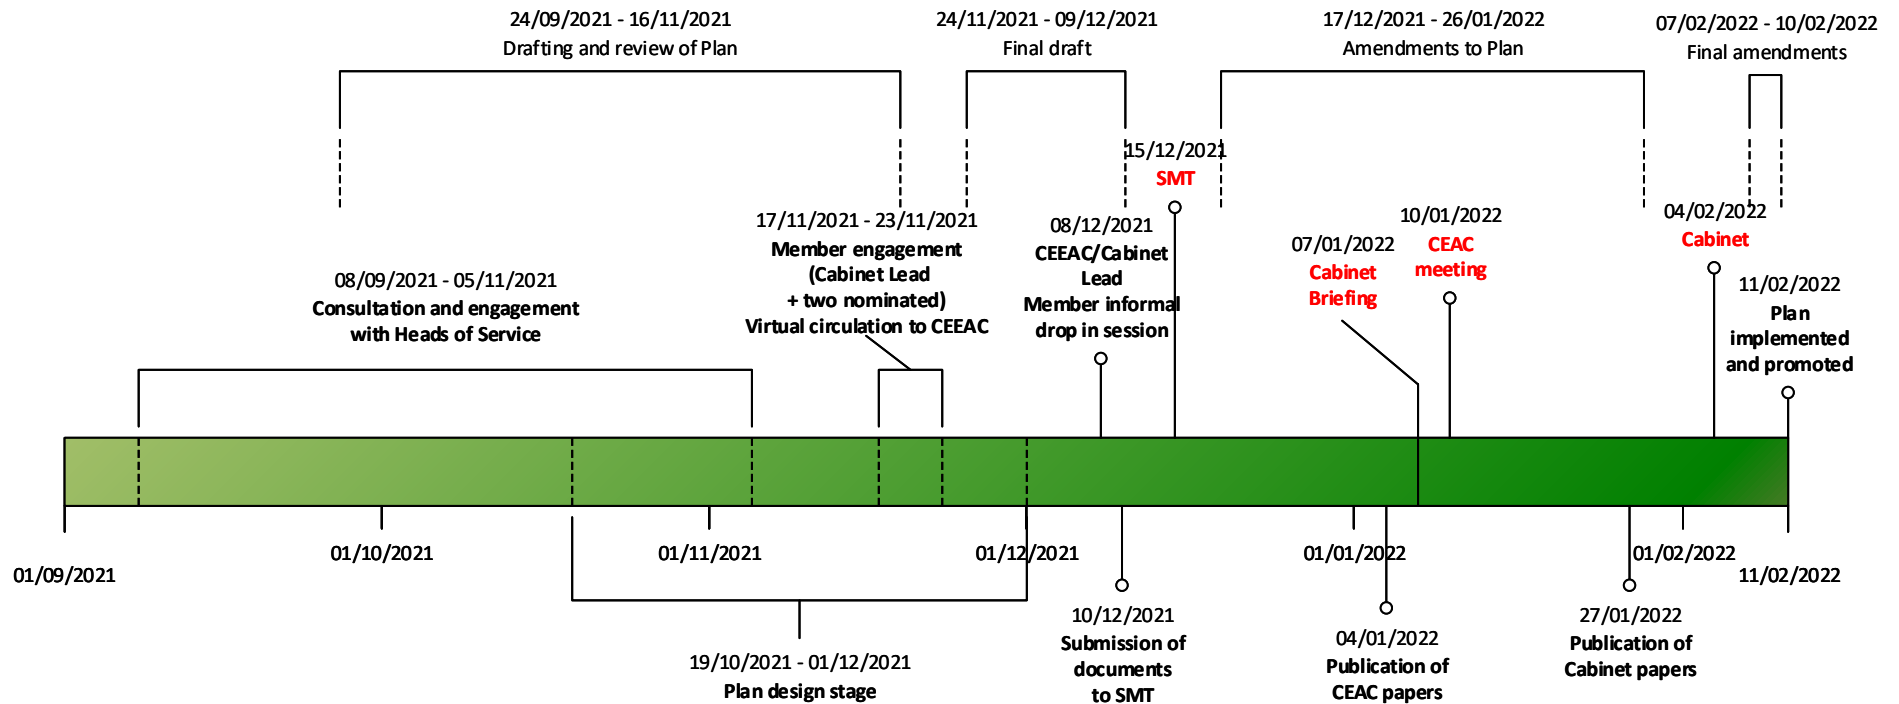 24/09/2021 - 16/11/2021
Drafting and review of Plan
24/11/2021 - 09/12/2021
Final draft
17/12/2021 - 26/01/2022
Amendments to Plan
07/02/2022 - 10/02/2022
Final amendments
15/12/2021
SMT
17/11/2021 - 23/11/2021
Member engagement
(Cabinet Lead
+ two nominated)
Virtual circulation to CEEAC
08/12/2021
CEEAC/Cabinet
Lead
Member informal
drop in session
07/01/2022
Cabinet
Briefing
10/01/2022
CEAC
meeting
04/02/2022
Cabinet
11/02/2022
Plan
implemented
and promoted
08/09/2021 - 05/11/2021
Consultation and engagement
with Heads of Service
01/09/2021
01/10/2021
01/11/2021
01/12/2021
01/01/2022
01/02/2022
11/02/2022
19/10/2021 - 01/12/2021
Plan design stage
10/12/2021
Submission of
documents
to SMT
04/01/2022
Publication of
CEAC papers
27/01/2022
Publication of
Cabinet papers